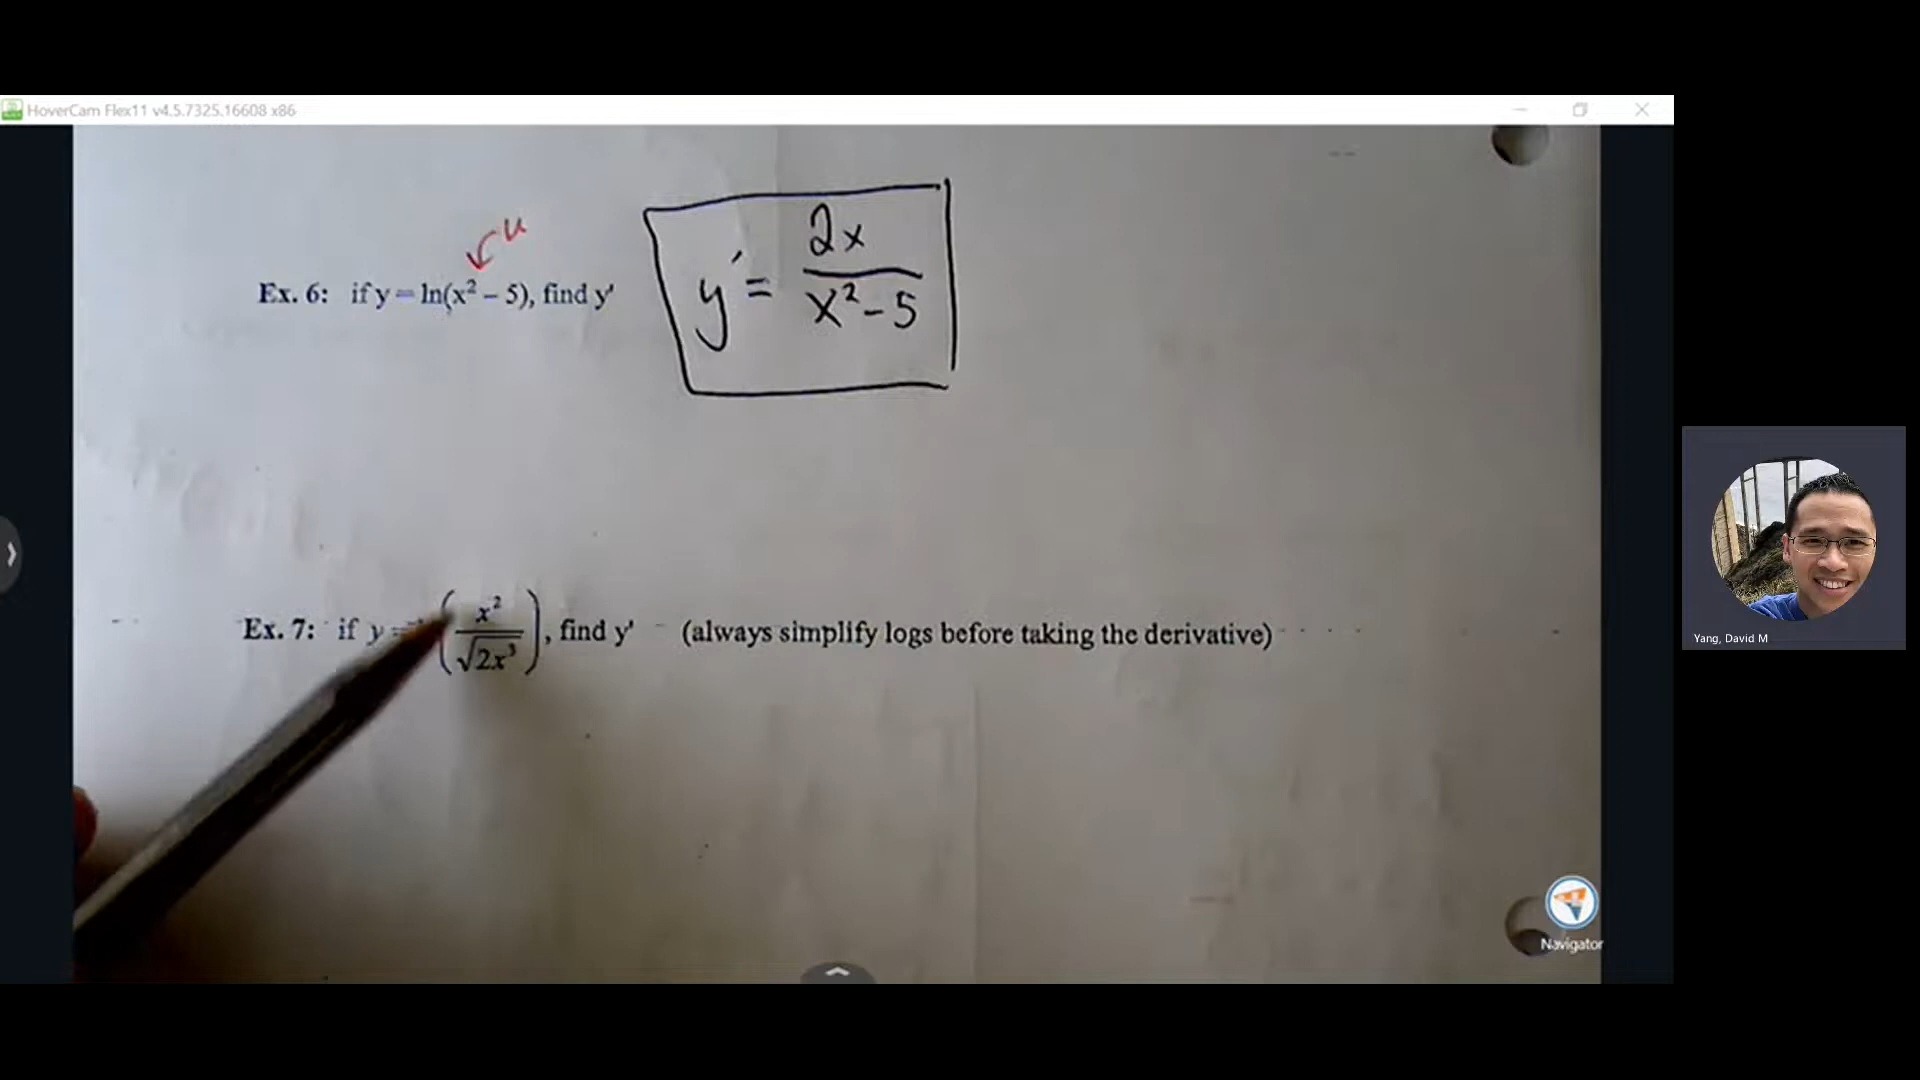 HoverCam Flex11 v4.5.7325.16608 x86
u
Ex. 6: if y = ln(x² – 5), find y'
y' = 2x / x² – 5
Ex. 7: if y = ( x² / √2x³ ), find y' (always simplify logs before taking the derivative)
Yang, David M
Navigator